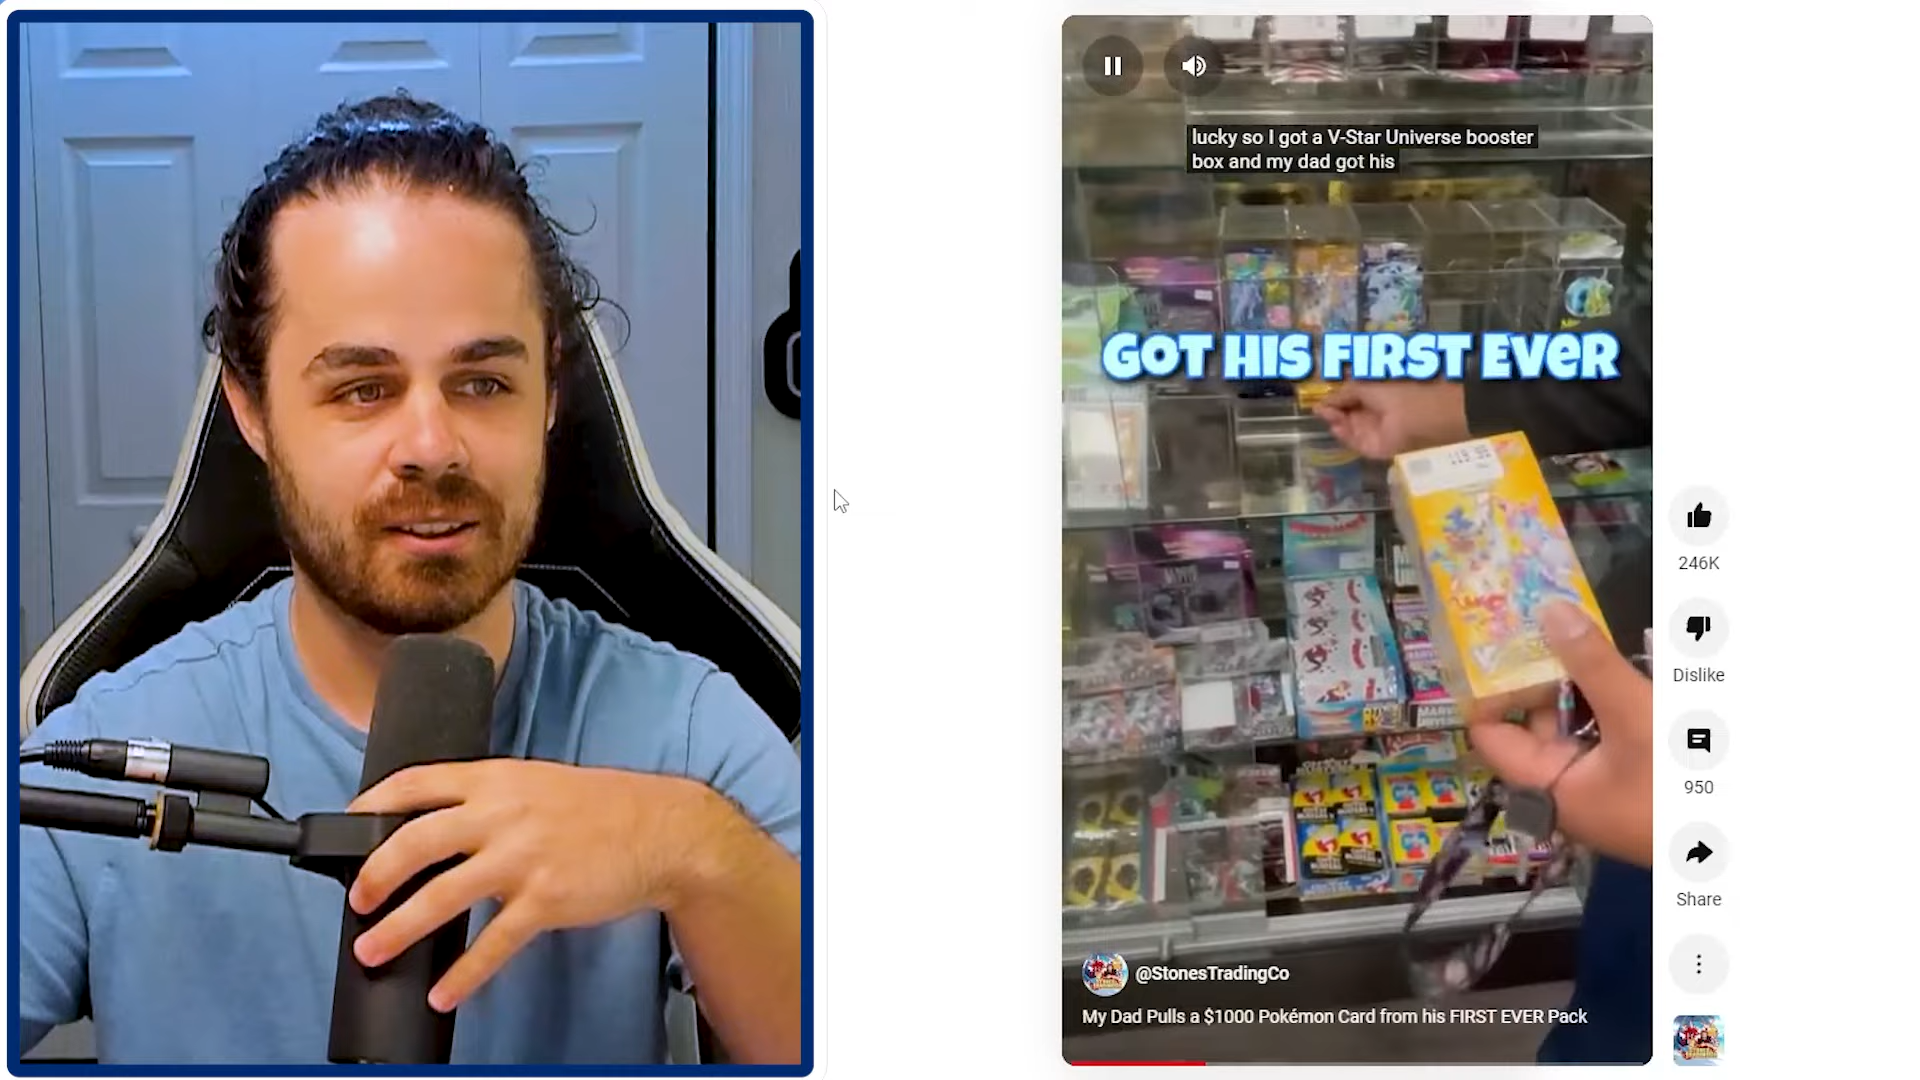 lucky so I got a V-Star Universe booster
box and my dad got his
GOT HIS FIRST EVER
246K
Dislike
950
Share
@StonesTradingCo
My Dad Pulls a $1000 Pokémon Card from his FIRST EVER Pack